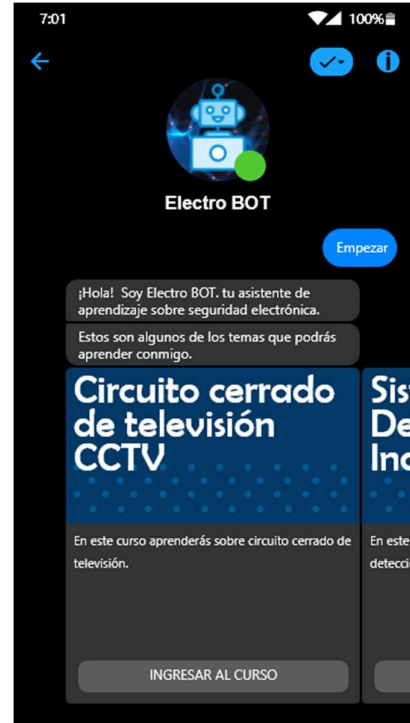 7:01
100%
Electro BOT
Empezar
¡Hola! Soy Electro BOT. tu asistente de
aprendizaje sobre seguridad electrónica.
Estos son algunos de los temas que podrás
aprender conmigo.
Circuito cerrado
de televisión
CCTV
En este curso aprenderás sobre circuito cerrado de
televisión.
INGRESAR AL CURSO
En este